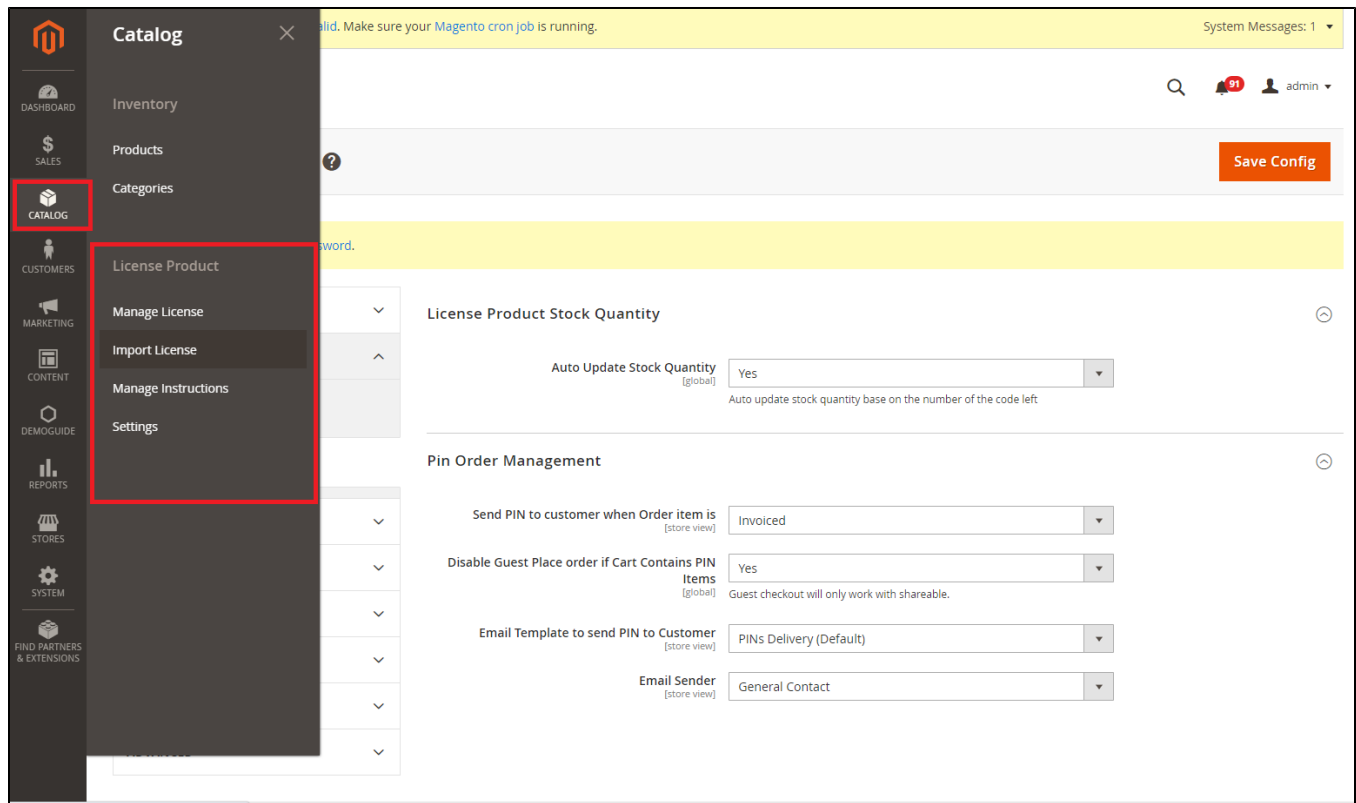 alid. Make sure your Magento cron job is running.
System Messages: 1
91
admin
?
Save Config
sword.
DASHBOARD
SALES
CATALOG
CUSTOMERS
MARKETING
CONTENT
DEMOGUIDE
REPORTS
STORES
SYSTEM
FIND PARTNERS
& EXTENSIONS
Catalog
Inventory
Products
Categories
License Product
Manage License
Import License
Manage Instructions
Settings
License Product Stock Quantity
Auto Update Stock Quantity
[global]
Yes
Auto update stock quantity base on the number of the code left
Pin Order Management
Send PIN to customer when Order item is
[store view]
Invoiced
Disable Guest Place order if Cart Contains PIN
Items
[global]
Yes
Guest checkout will only work with shareable.
Email Template to send PIN to Customer
[store view]
PINs Delivery (Default)
Email Sender
[store view]
General Contact